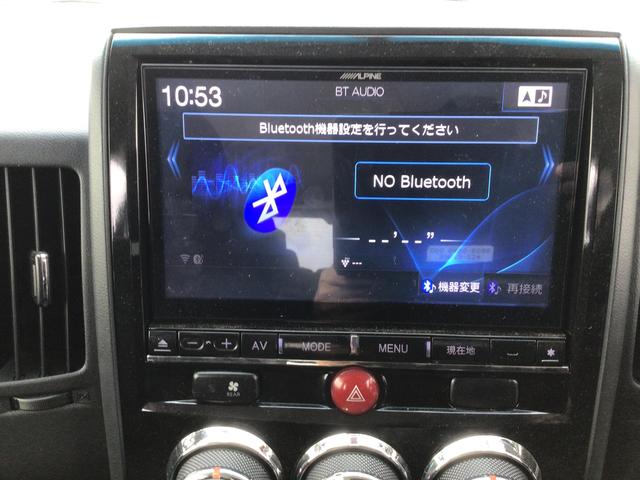 ALPINE
10:53
BT AUDIO
Bluetooth機器設定を行ってください
NO Bluetooth
--'--"
---
機器変更
再接続
AV
MODE
MENU
現在地
REAR